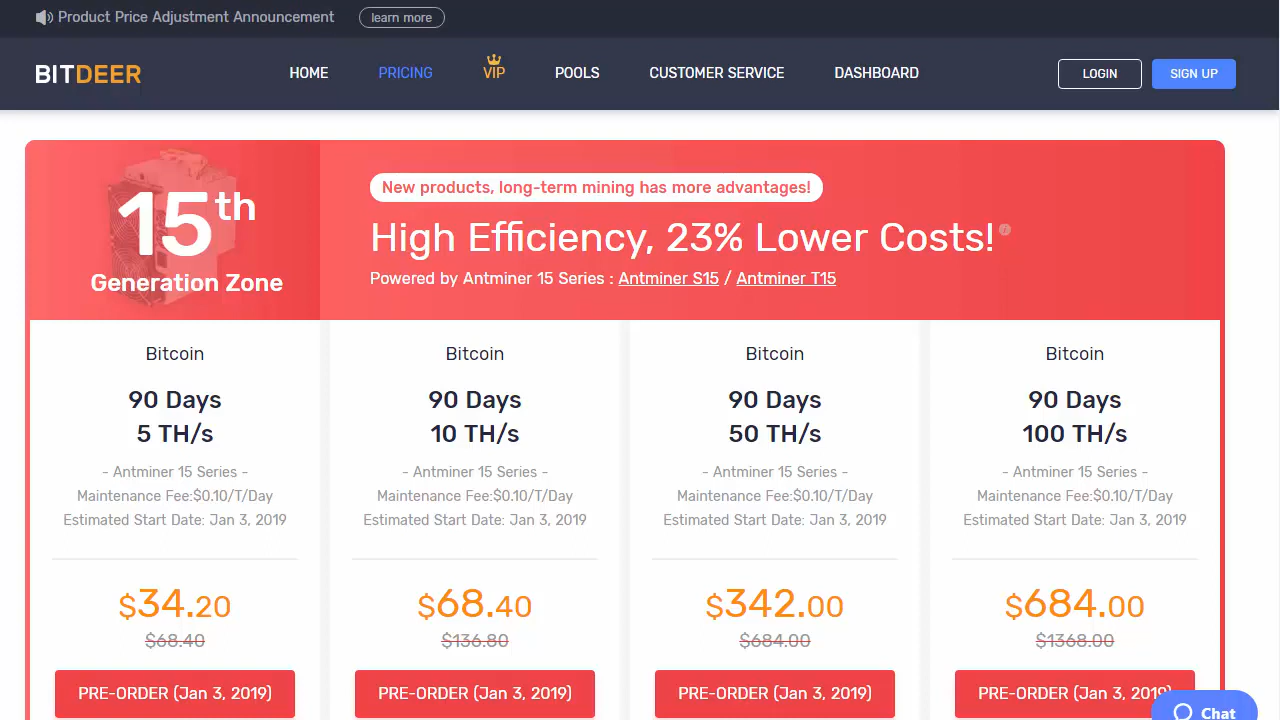 Product Price Adjustment Announcement learn more
BITDEER HOME PRICING VIP POOLS CUSTOMER SERVICE DASHBOARD LOGIN SIGN UP
15th
Generation Zone
New products, long-term mining has more advantages!
High Efficiency, 23% Lower Costs!
Powered by Antminer 15 Series : Antminer S15 / Antminer T15
Bitcoin
90 Days
5 TH/s
- Antminer 15 Series -
Maintenance Fee:$0.10/T/Day
Estimated Start Date: Jan 3, 2019
$34.20
$68.40
PRE-ORDER (Jan 3, 2019)
Bitcoin
90 Days
10 TH/s
- Antminer 15 Series -
Maintenance Fee:$0.10/T/Day
Estimated Start Date: Jan 3, 2019
$68.40
$136.80
PRE-ORDER (Jan 3, 2019)
Bitcoin
90 Days
50 TH/s
- Antminer 15 Series -
Maintenance Fee:$0.10/T/Day
Estimated Start Date: Jan 3, 2019
$342.00
$684.00
PRE-ORDER (Jan 3, 2019)
Bitcoin
90 Days
100 TH/s
- Antminer 15 Series -
Maintenance Fee:$0.10/T/Day
Estimated Start Date: Jan 3, 2019
$684.00
$1368.00
PRE-ORDER (Jan 3, 2019)
Chat